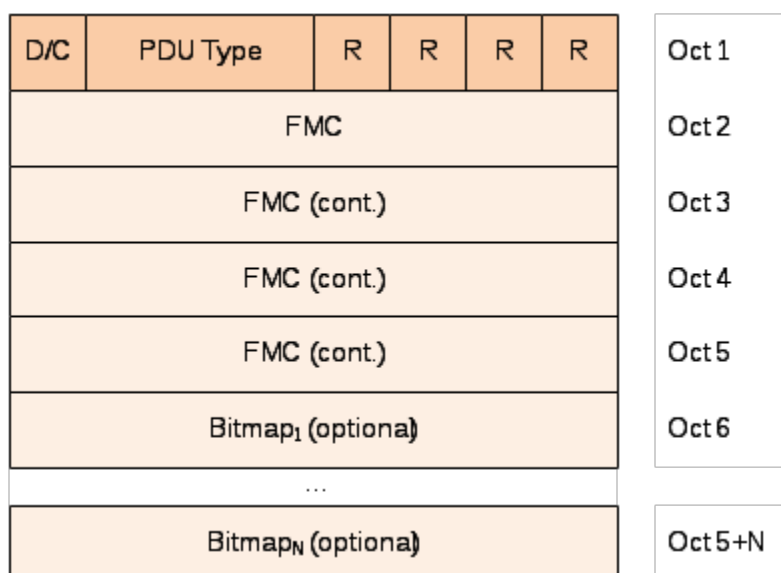 D/C PDU Type R R R R Oct 1
FMC Oct 2
FMC (cont.) Oct 3
FMC (cont.) Oct 4
FMC (cont.) Oct 5
Bitmap₁ (optional) Oct 6
...
Bitmap_N (optional) Oct 5+N